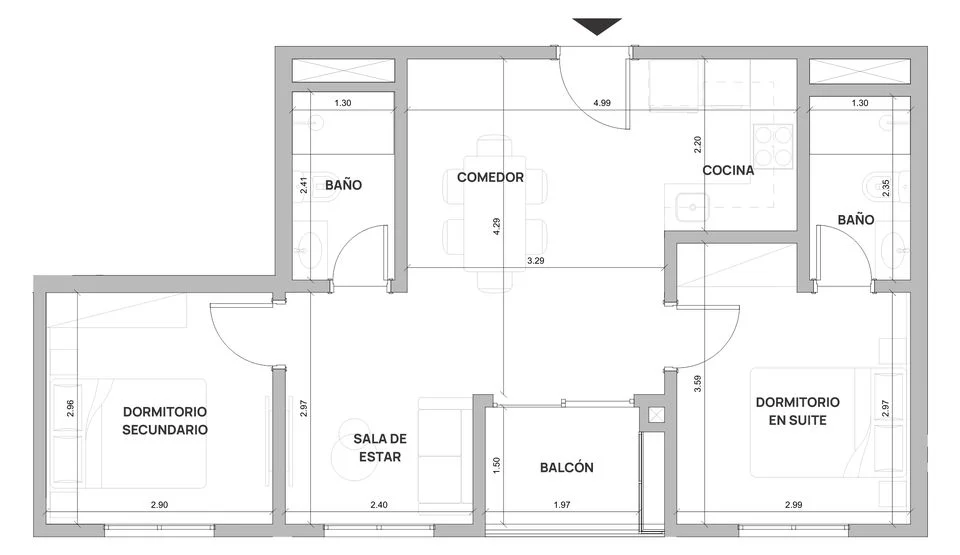 1.30
4.99
1.30
2.20
COCINA
COMEDOR
2.41
BAÑO
2.35
BAÑO
4.29
3.29
2.96
DORMITORIO
SECUNDARIO
2.97
SALA DE
ESTAR
3.59
DORMITORIO
EN SUITE
2.97
1.50
BALCÓN
2.90
2.40
1.97
2.99